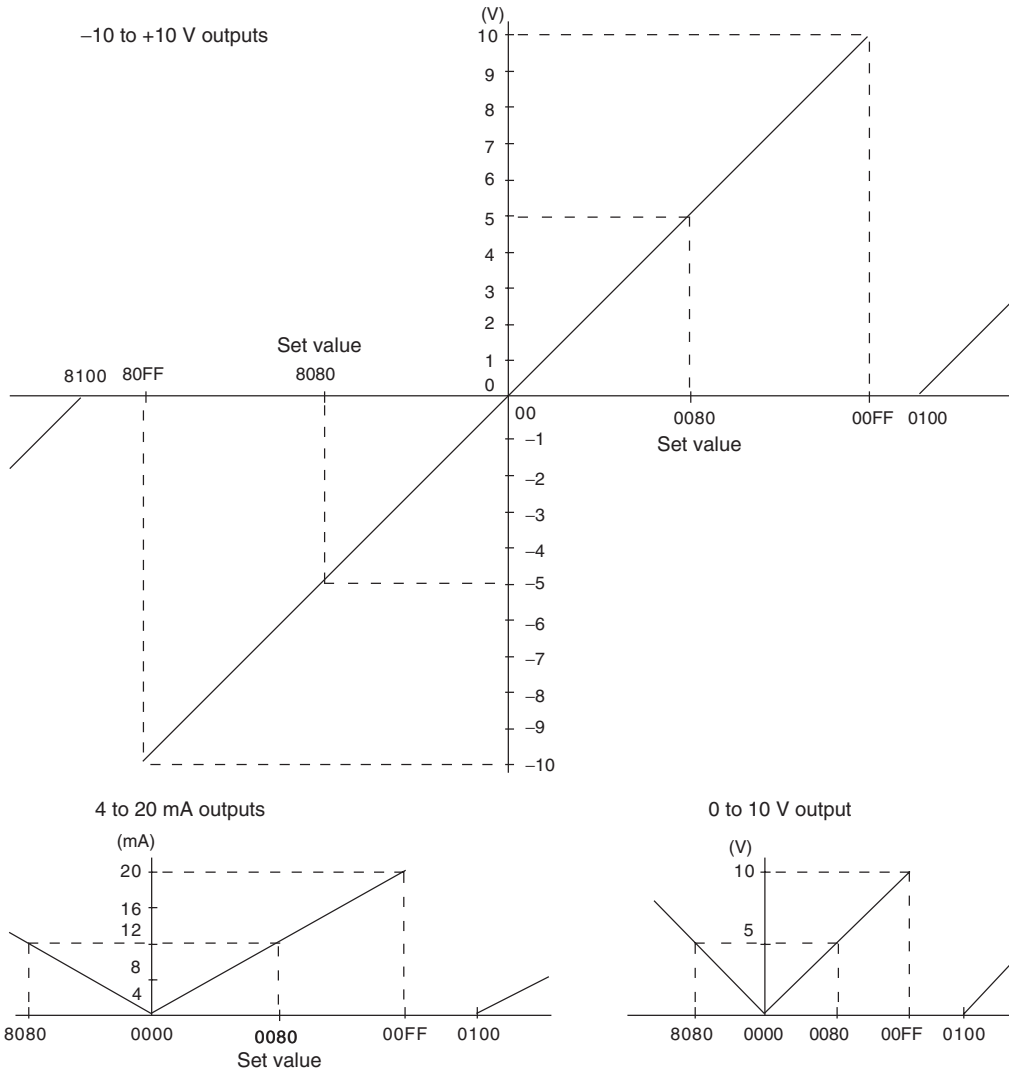 –10 to +10 V outputs
(V)
10
9
8
7
6
5
4
3
2
1
0
Set value
8100 80FF 8080
00
0080 00FF 0100
Set value
–1
–2
–3
–4
–5
–6
–7
–8
–9
–10
4 to 20 mA outputs
(mA)
20
16
12
8
4
8080 0000 0080 00FF 0100
Set value
0 to 10 V output
(V)
10
5
8080 0000 0080 00FF 0100